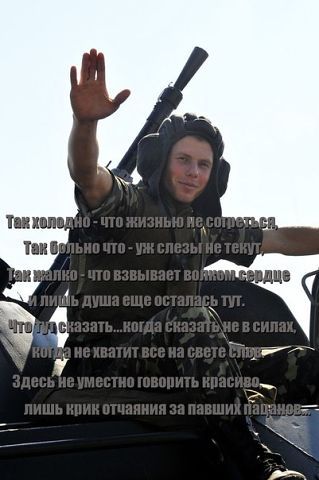 Так холодно - что жизнью не согреться,
Так больно что - уж слезы не текут,
Так жалко - что взвывает волком сердце
и лишь душа еще осталась тут.
Что тут сказать...когда сказать не в силах,
когда не хватит все на свете слов
Здесь не уместно говорить красиво,
лишь крик отчаяния за павших пацанов...